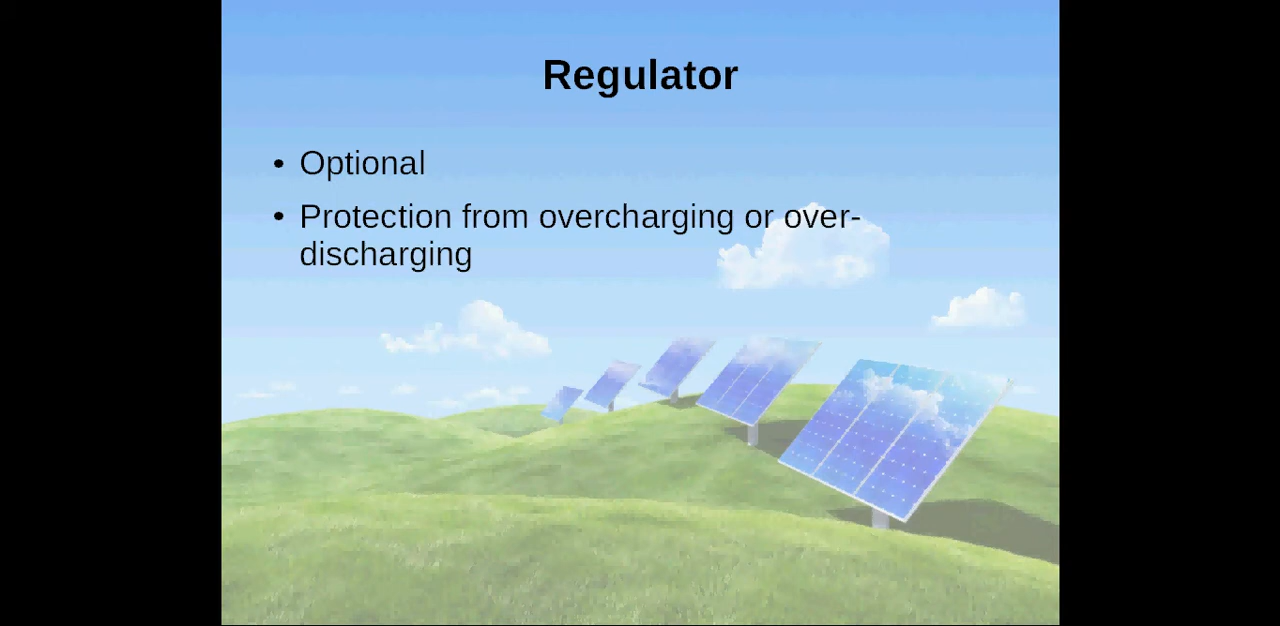 Regulator
• Optional
• Protection from overcharging or over-
discharging